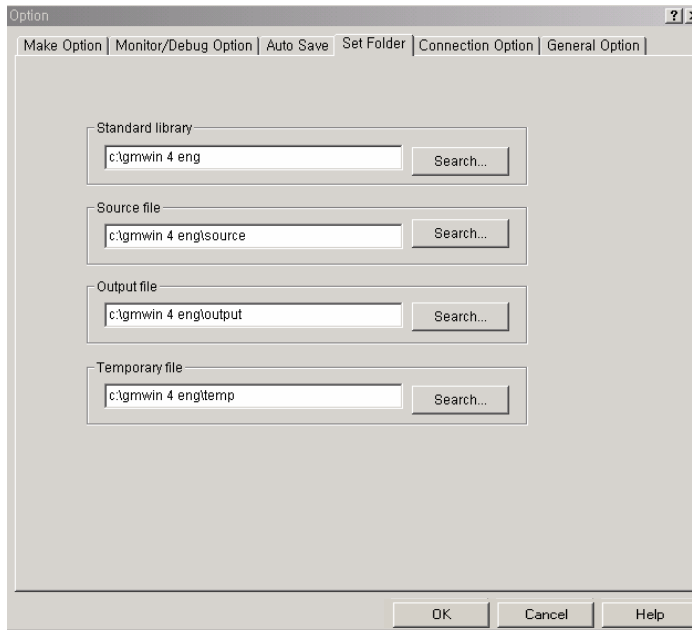 Option
Make Option | Monitor/Debug Option | Auto Save | Set Folder | Connection Option | General Option
Standard library
c:\gmwin 4 eng
Search...
Source file
c:\gmwin 4 eng\source
Search...
Output file
c:\gmwin 4 eng\output
Search...
Temporary file
c:\gmwin 4 eng\temp
Search...
OK Cancel Help